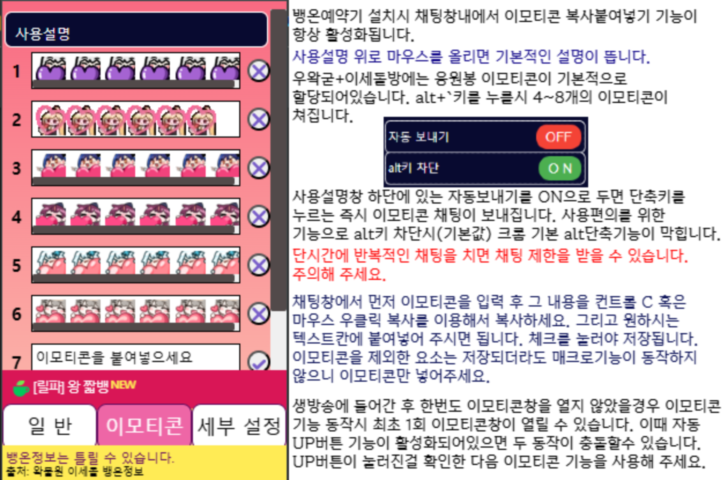 사용설명
1
2
3
4
5
6
7
이모티콘을 붙여넣으세요
[릴파] 왕 짧뱅 NEW
일 반
이모티콘
세부 설정
뱅온정보는 틀릴 수 있습니다.
출처: 왁물원 이세돌 뱅온정보
뱅온예약기 설치시 채팅창내에서 이모티콘 복사붙여넣기 기능이
항상 활성화됩니다.
사용설명 위로 마우스를 올리면 기본적인 설명이 뜹니다.
우왁굳+이세돌방에는 응원봉 이모티콘이 기본적으로
할당되어있습니다. alt+`키를 누를시 4~8개의 이모티콘이
쳐집니다.
자동 보내기
OFF
alt키 차단
O N
사용설명창 하단에 있는 자동보내기를 ON으로 두면 단축키를
누르는 즉시 이모티콘 채팅이 보내집니다. 사용편의를 위한
기능으로 alt키 차단시(기본값) 크롬 기본 alt단축기능이 막힙니다.
단시간에 반복적인 채팅을 치면 채팅 제한을 받을 수 있습니다.
주의해 주세요.
채팅창에서 먼저 이모티콘을 입력 후 그 내용을 컨트롤 C 혹은
마우스 우클릭 복사를 이용해서 복사하세요. 그리고 원하시는
텍스트칸에 붙여넣어 주시면 됩니다. 체크를 눌러야 저장됩니다.
이모티콘을 제외한 요소는 저장되더라도 매크로기능이 동작하지
않으니 이모티콘만 넣어주세요.
생방송에 들어간 후 한번도 이모티콘창을 열지 않았을경우 이모티콘
기능 동작시 최초 1회 이모티콘창이 열릴 수 있습니다. 이때 자동
UP버튼 기능이 활성화되어있으면 두 동작이 충돌할수 있습니다.
UP버튼이 눌러진걸 확인한 다음 이모티콘 기능을 사용해 주세요.